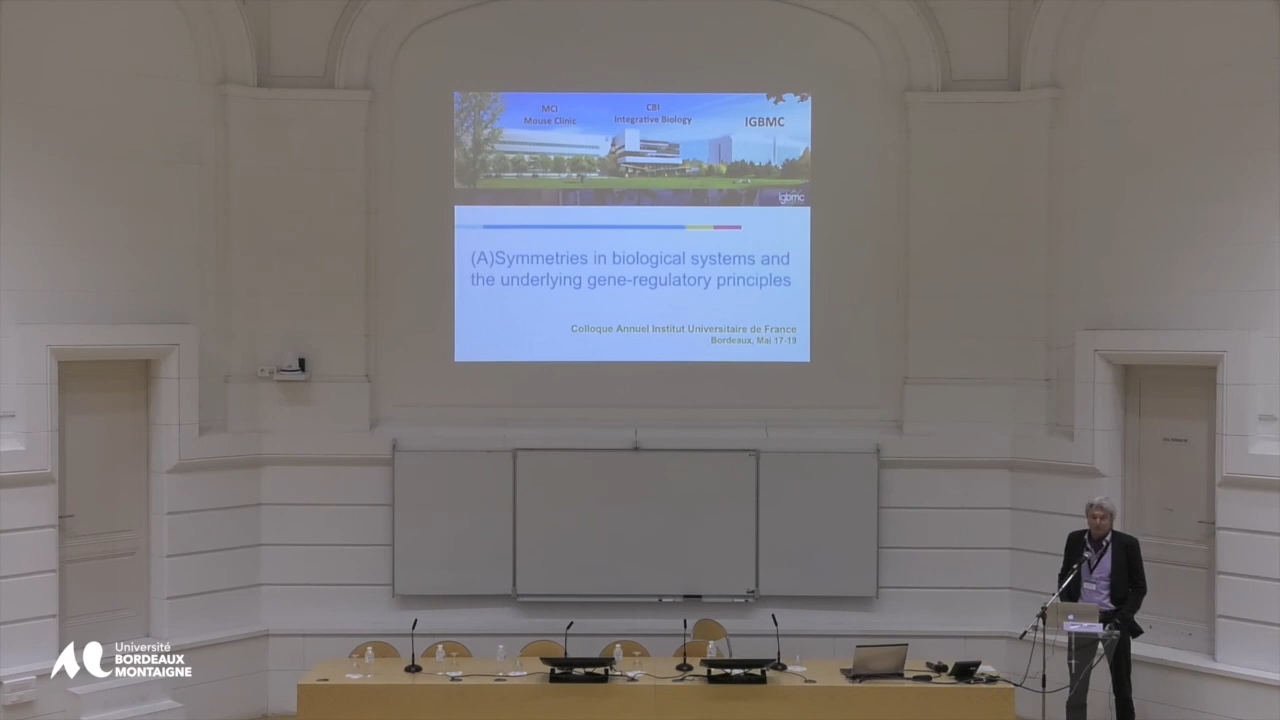 MCI
Mouse Clinic
CBI
Integrative Biology
IGBMC
igbmc
(A)Symmetries in biological systems and
the underlying gene-regulatory principles
Colloque Annuel Institut Universitaire de France
Bordeaux, Mai 17-19
Université
BORDEAUX
MONTAIGNE